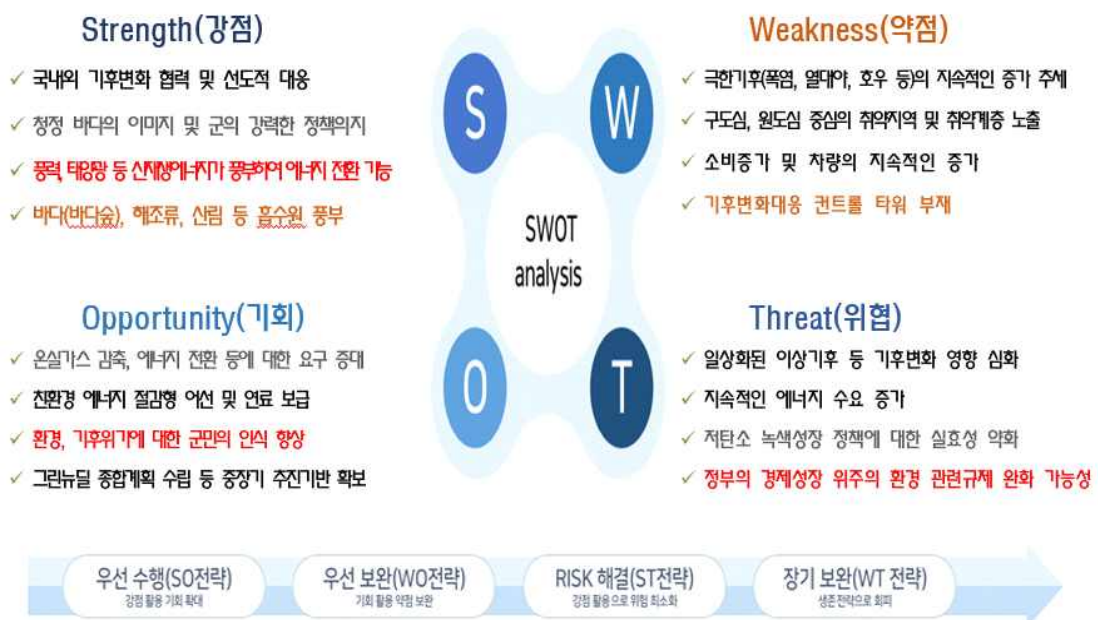 Strength(강점)
✓ 국내외 기후변화 협력 및 선도적 대응
✓ 청정 바다의 이미지 및 군의 강력한 정책의지
✓ 풍력, 태양광 등 신재생에너지가 풍부하여 에너지 전환 가능
✓ 바다(바다숲), 해조류, 산림 등 흡수원 풍부
Weakness(약점)
✓ 극한기후(폭염, 열대야, 호우 등)의 지속적인 증가 추세
✓ 구도심, 원도심 중심의 취약지역 및 취약계층 노출
✓ 소비증가 및 차량의 지속적인 증가
✓ 기후변화대응 컨트롤 타워 부재
S
W
SWOT
analysis
O
T
Opportunity(기회)
✓ 온실가스 감축, 에너지 전환 등에 대한 요구 증대
✓ 친환경 에너지 절감형 어선 및 연료 보급
✓ 환경, 기후위기에 대한 군민의 인식 향상
✓ 그린뉴딜 종합계획 수립 등 중장기 추진기반 확보
Threat(위협)
✓ 일상화된 이상기후 등 기후변화 영향 심화
✓ 지속적인 에너지 수요 증가
✓ 저탄소 녹색성장 정책에 대한 실효성 약화
✓ 정부의 경제성장 위주의 환경 관련규제 완화 가능성
우선 수행(SO전략)
강점 활용 기회 확대
우선 보완(WO전략)
기회 활용 약점 보완
RISK 해결(ST전략)
강점 활용으로 위험 최소화
장기 보완(WT 전략)
생존전략으로 회피